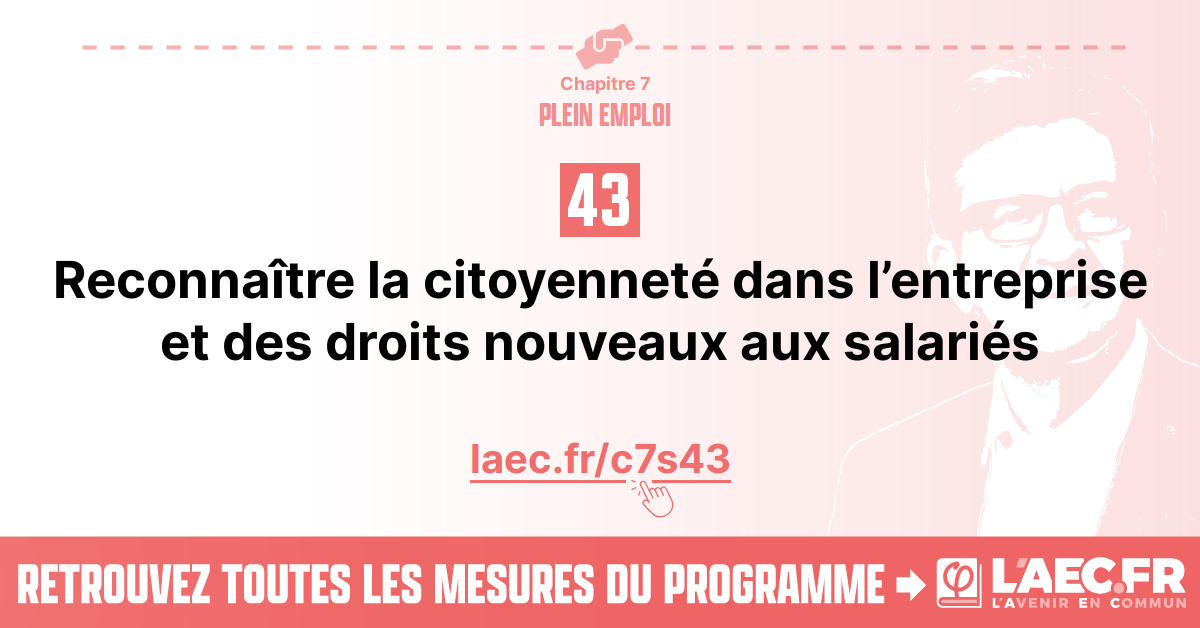 Chapitre 7
PLEIN EMPLOI
43
Reconnaître la citoyenneté dans l’entreprise
et des droits nouveaux aux salariés
laec.fr/c7s43
RETROUVEZ TOUTES LES MESURES DU PROGRAMME
L'AEC.FR
L'AVENIR EN COMMUN